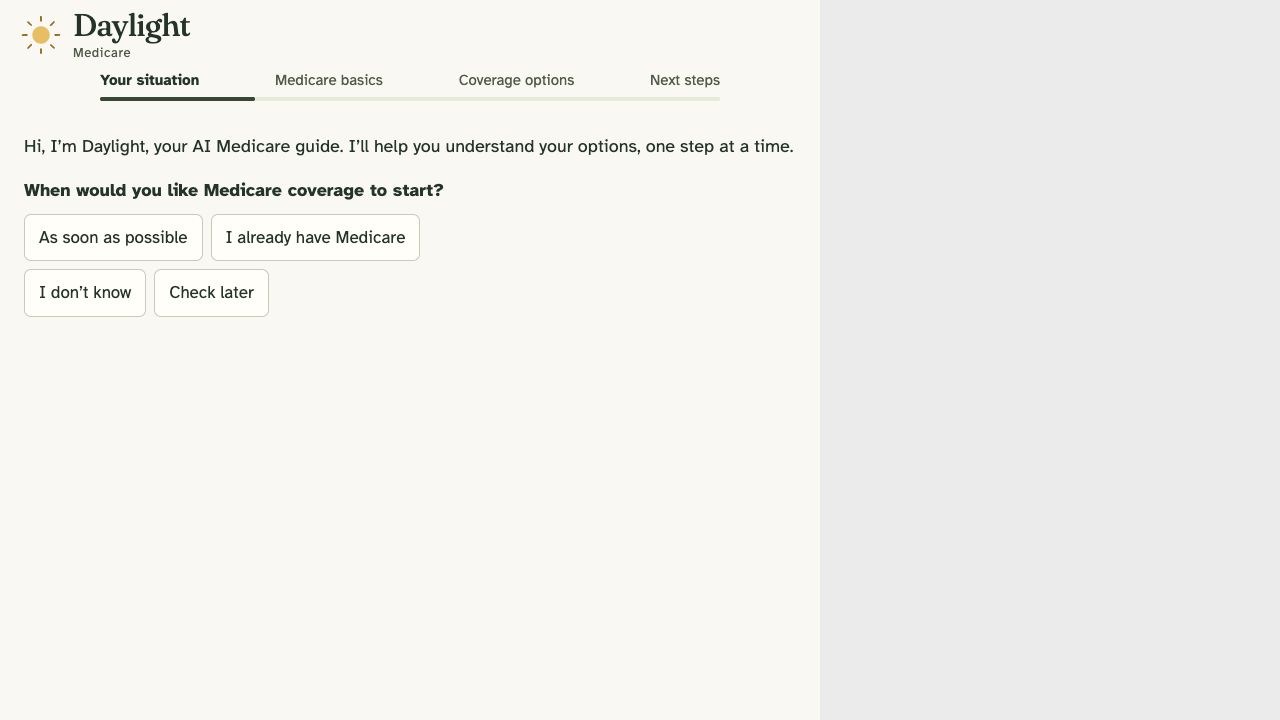 Daylight
Medicare
Your situation
Medicare basics
Coverage options
Next steps
Hi, I’m Daylight, your AI Medicare guide. I’ll help you understand your options, one step at a time.
When would you like Medicare coverage to start?
As soon as possible
I already have Medicare
I don’t know
Check later